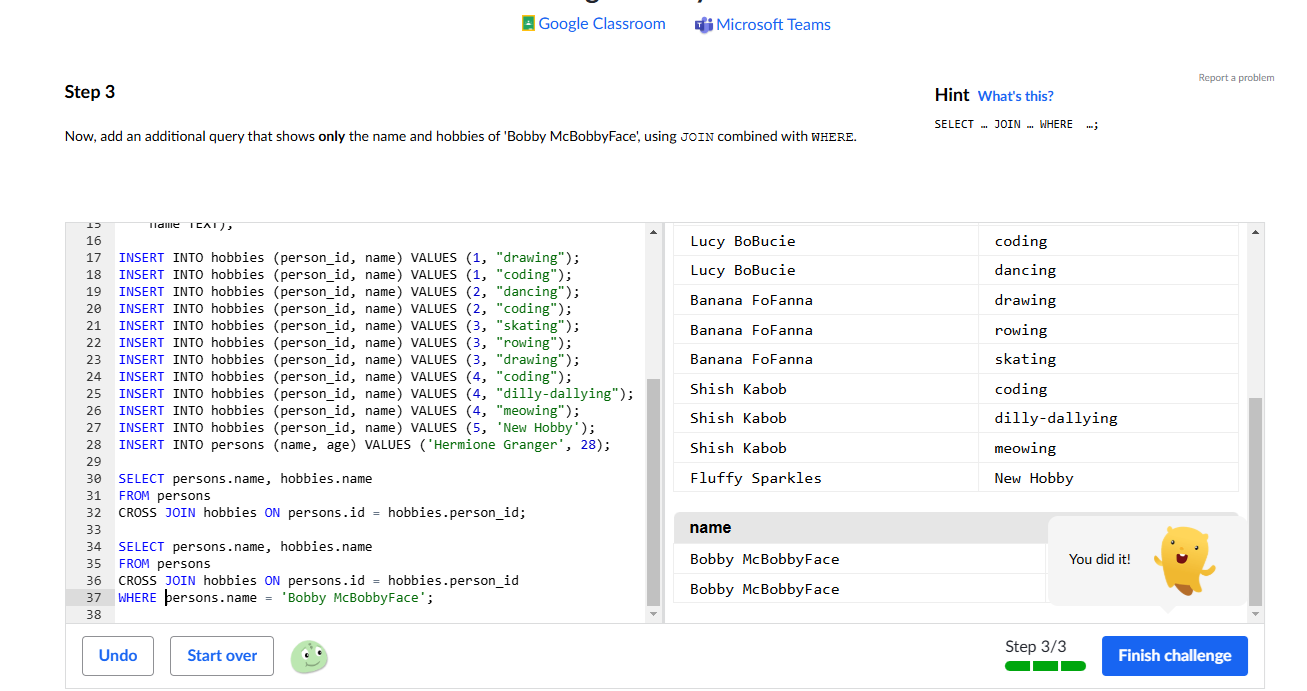 Google Classroom
Microsoft Teams
Report a problem
Step 3
Hint What's this?
Now, add an additional query that shows only the name and hobbies of 'Bobby McBobbyFace', using JOIN combined with WHERE.
SELECT … JOIN … WHERE …;
15 name TEXT);
16
17 INSERT INTO hobbies (person_id, name) VALUES (1, "drawing");
18 INSERT INTO hobbies (person_id, name) VALUES (1, "coding");
19 INSERT INTO hobbies (person_id, name) VALUES (2, "dancing");
20 INSERT INTO hobbies (person_id, name) VALUES (2, "coding");
21 INSERT INTO hobbies (person_id, name) VALUES (3, "skating");
22 INSERT INTO hobbies (person_id, name) VALUES (3, "rowing");
23 INSERT INTO hobbies (person_id, name) VALUES (3, "drawing");
24 INSERT INTO hobbies (person_id, name) VALUES (4, "coding");
25 INSERT INTO hobbies (person_id, name) VALUES (4, "dilly-dallying");
26 INSERT INTO hobbies (person_id, name) VALUES (4, "meowing");
27 INSERT INTO hobbies (person_id, name) VALUES (5, 'New Hobby');
28 INSERT INTO persons (name, age) VALUES ('Hermione Granger', 28);
29
30 SELECT persons.name, hobbies.name
31 FROM persons
32 CROSS JOIN hobbies ON persons.id = hobbies.person_id;
33
34 SELECT persons.name, hobbies.name
35 FROM persons
36 CROSS JOIN hobbies ON persons.id = hobbies.person_id
37 WHERE persons.name = 'Bobby McBobbyFace';
38
Lucy BoBucie coding
Lucy BoBucie dancing
Banana FoFanna drawing
Banana FoFanna rowing
Banana FoFanna skating
Shish Kabob coding
Shish Kabob dilly-dallying
Shish Kabob meowing
Fluffy Sparkles New Hobby
name
Bobby McBobbyFace
Bobby McBobbyFace
You did it!
Undo
Start over
Step 3/3
Finish challenge